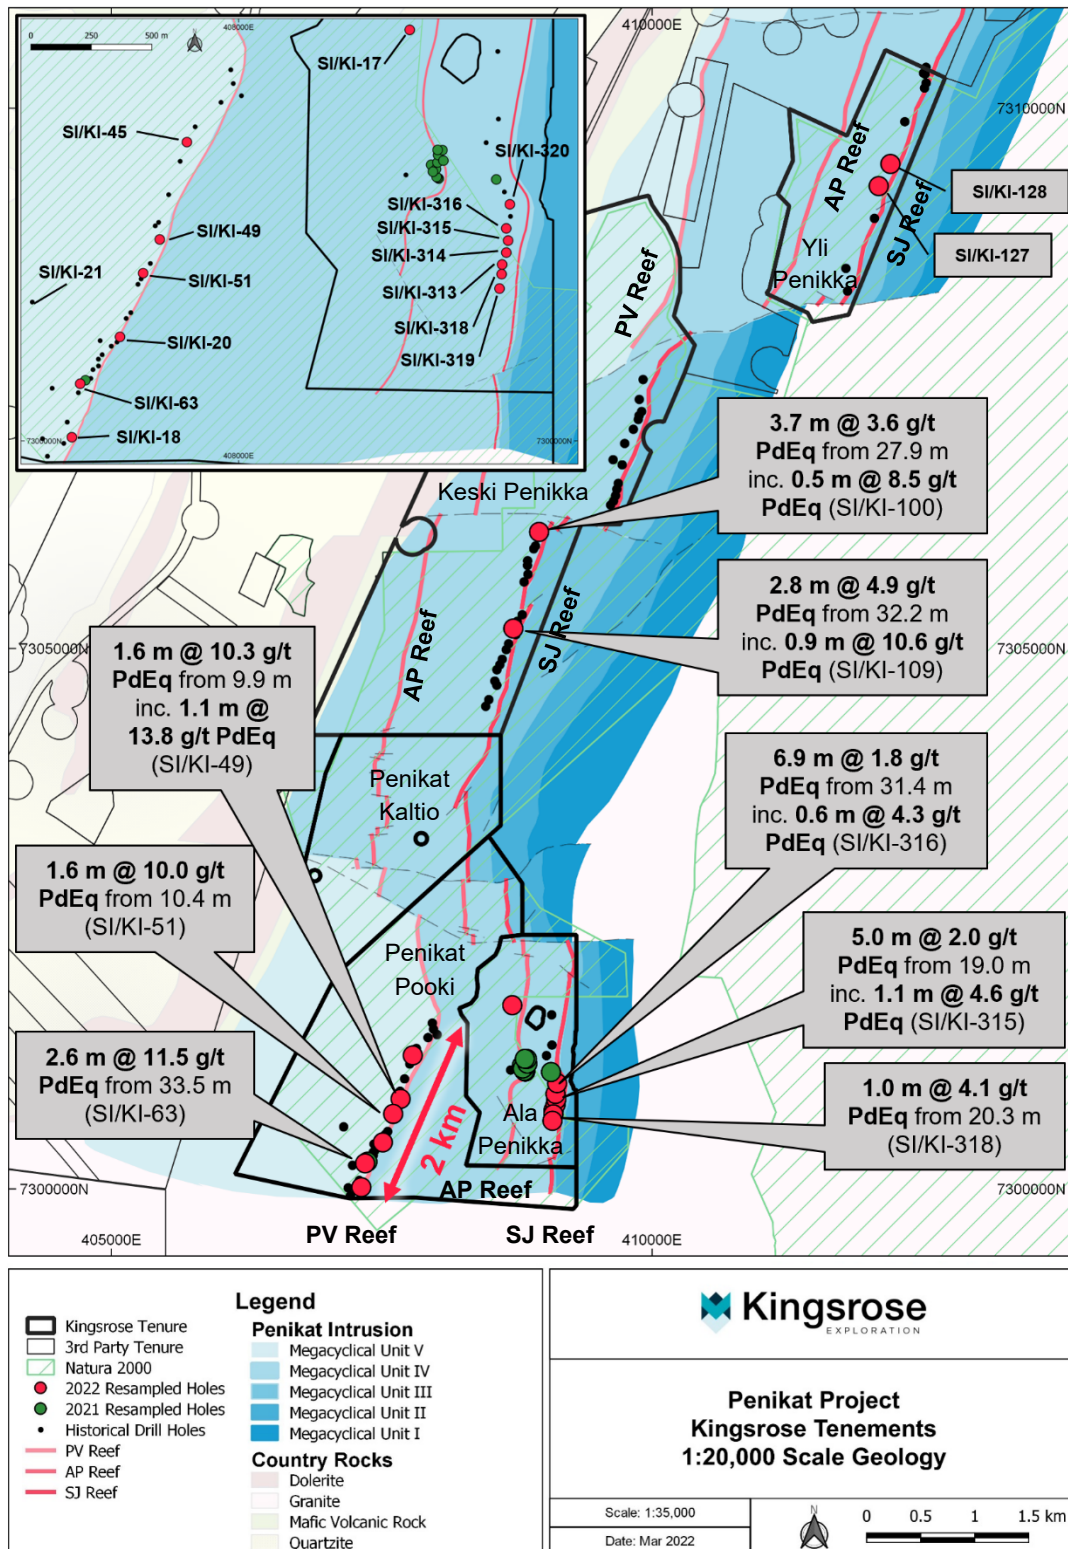 408000E
410000E
0 250 500 m
N
SI/KI-17
SI/KI-45
SI/KI-320
SI/KI-316
SI/KI-49
SI/KI-315
SI/KI-21
SI/KI-51
SI/KI-314
SI/KI-313
SI/KI-20
SI/KI-318
SI/KI-319
SI/KI-63
SI/KI-18
7300000N
408000E
7300000N
7310000N
AP Reef
SJ Reef
SI/KI-128
SI/KI-127
Yli
Penikka
PV Reef
3.7 m @ 3.6 g/t
PdEq from 27.9 m
inc. 0.5 m @ 8.5 g/t
PdEq (SI/KI-100)
Keski Penikka
2.8 m @ 4.9 g/t
PdEq from 32.2 m
inc. 0.9 m @ 10.6 g/t
PdEq (SI/KI-109)
AP Reef
SJ Reef
7305000N
7305000N
1.6 m @ 10.3 g/t
PdEq from 9.9 m
inc. 1.1 m @
13.8 g/t PdEq
(SI/KI-49)
Penikat
Kaltio
6.9 m @ 1.8 g/t
PdEq from 31.4 m
inc. 0.6 m @ 4.3 g/t
PdEq (SI/KI-316)
1.6 m @ 10.0 g/t
PdEq from 10.4 m
(SI/KI-51)
Penikat
Pooki
5.0 m @ 2.0 g/t
PdEq from 19.0 m
inc. 1.1 m @ 4.6 g/t
PdEq (SI/KI-315)
2.6 m @ 11.5 g/t
PdEq from 33.5 m
(SI/KI-63)
2 km
Ala
Penikka
1.0 m @ 4.1 g/t
PdEq from 20.3 m
(SI/KI-318)
7300000N
AP Reef
7300000N
PV Reef
SJ Reef
405000E
410000E
Legend
Kingsrose Tenure
3rd Party Tenure
Natura 2000
2022 Resampled Holes
2021 Resampled Holes
Historical Drill Holes
PV Reef
AP Reef
SJ Reef
Penikat Intrusion
Megacyclical Unit V
Megacyclical Unit IV
Megacyclical Unit III
Megacyclical Unit II
Megacyclical Unit I
Country Rocks
Dolerite
Granite
Mafic Volcanic Rock
Quartzite
Kingsrose
EXPLORATION
Penikat Project
Kingsrose Tenements
1:20,000 Scale Geology
Scale: 1:35,000
Date: Mar 2022
N
0 0.5 1 1.5 km